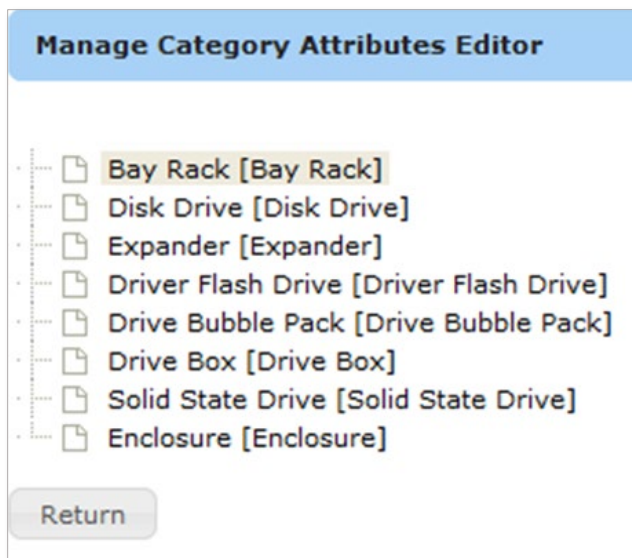 Manage Category Attributes Editor
Bay Rack [Bay Rack]
Disk Drive [Disk Drive]
Expander [Expander]
Driver Flash Drive [Driver Flash Drive]
Drive Bubble Pack [Drive Bubble Pack]
Drive Box [Drive Box]
Solid State Drive [Solid State Drive]
Enclosure [Enclosure]
Return